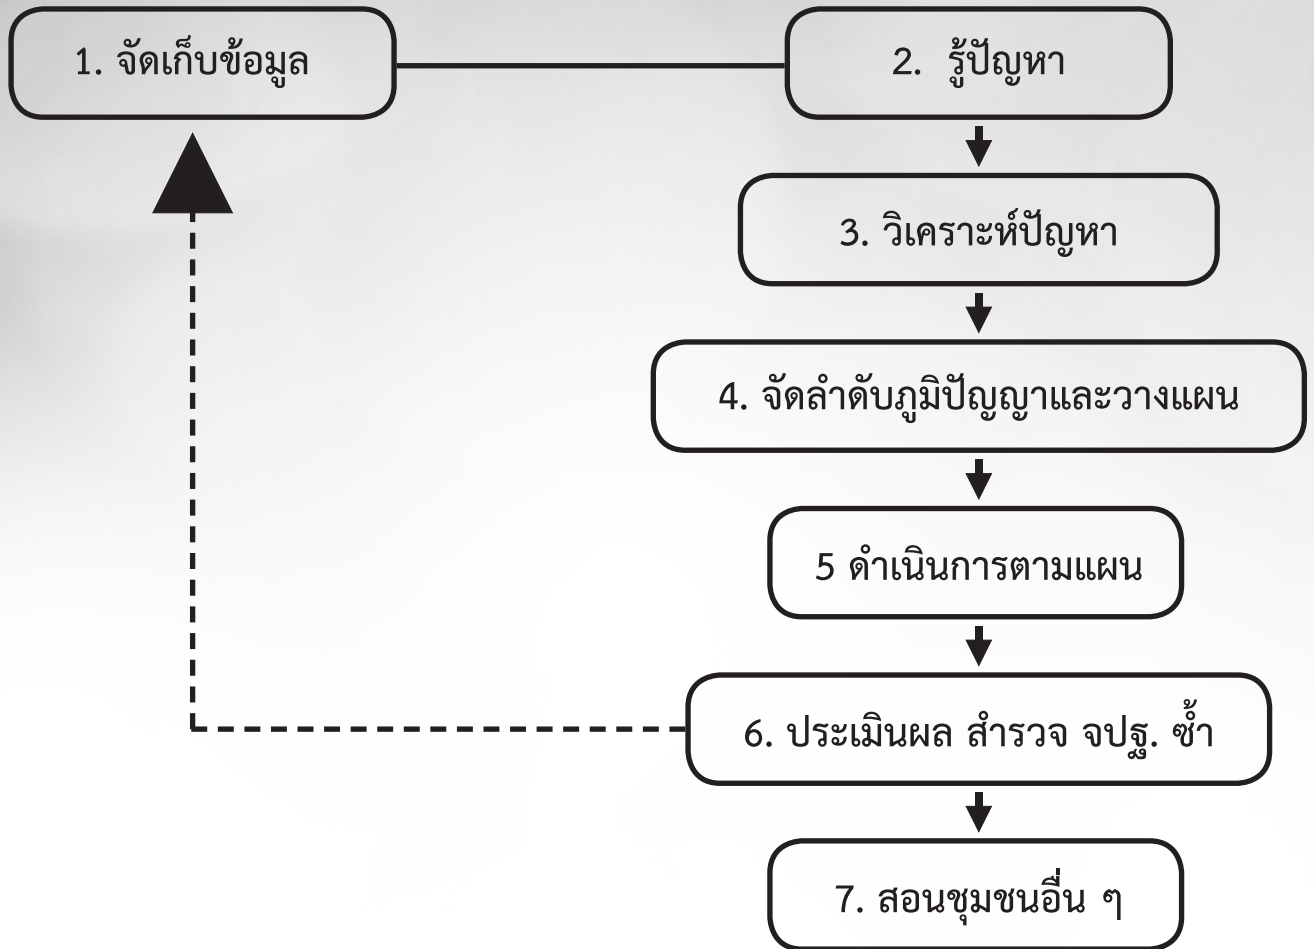 1. จัดเก็บข้อมูล
2. รู้ปัญหา
3. วิเคราะห์ปัญหา
4. จัดลำดับภูมิปัญญาและวางแผน
5 ดำเนินการตามแผน
6. ประเมินผล สำรวจ จปฐ. ซ้ำ
7. สอนชุมชนอื่น ๆ